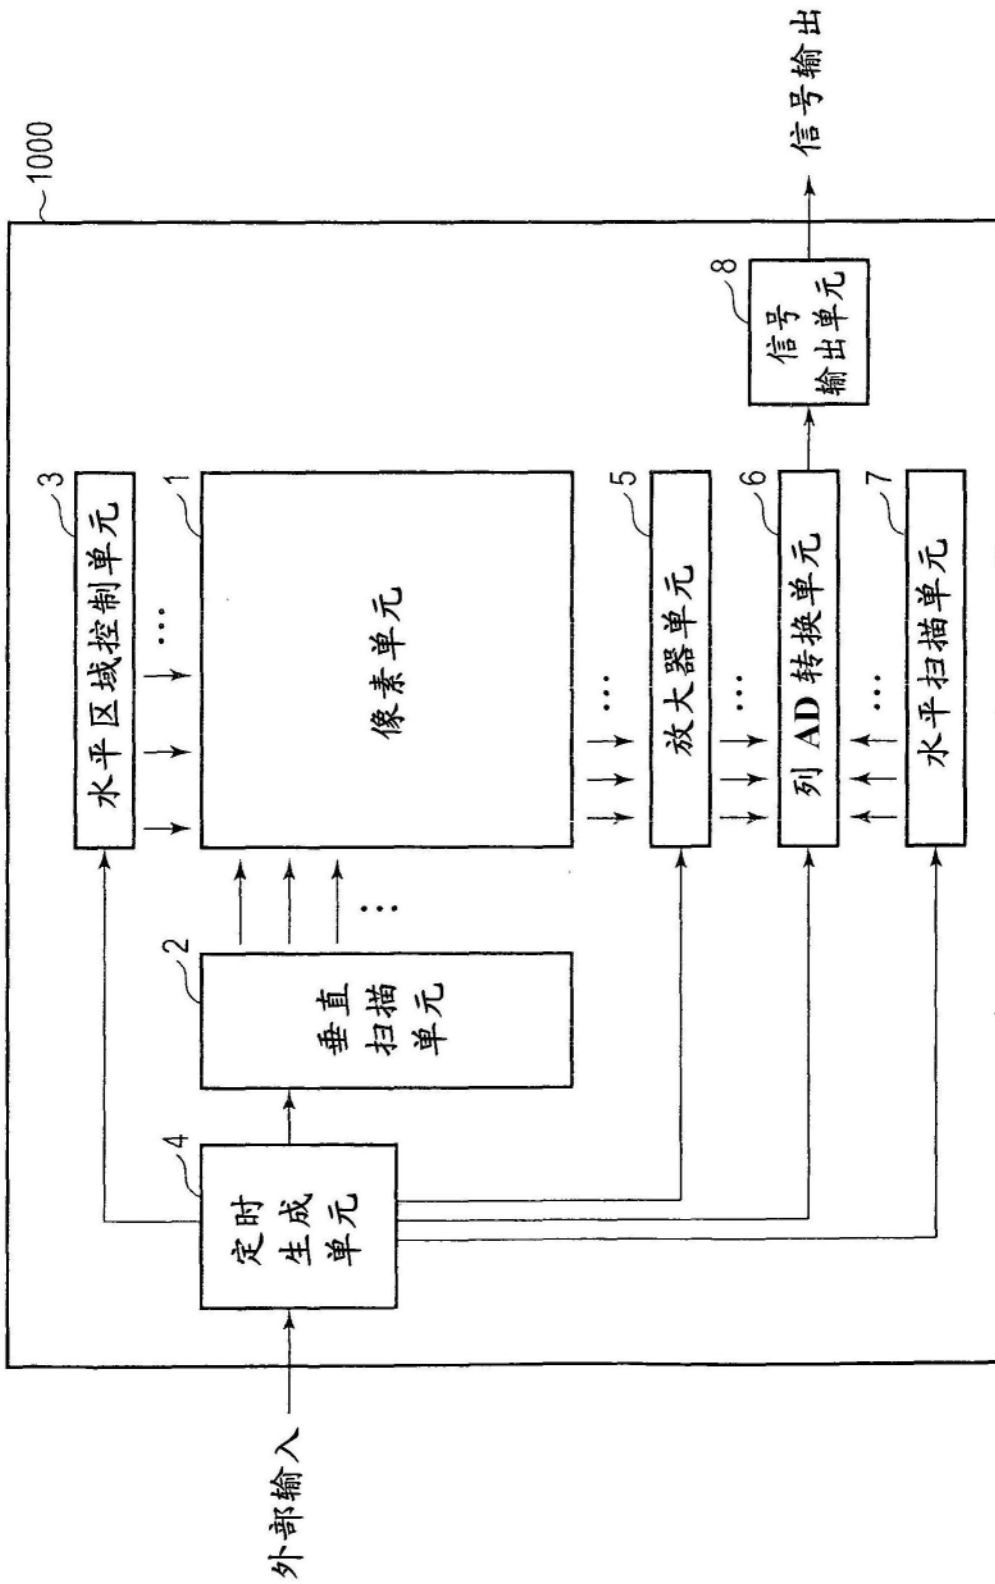 1000
3
水平区域控制单元
1
像素单元
2
垂直
扫描
单元
4
定时
生成
单元
外部输入
5
放大器单元
6
列 AD 转换单元
7
水平扫描单元
8
信号
输出单元
信号输出